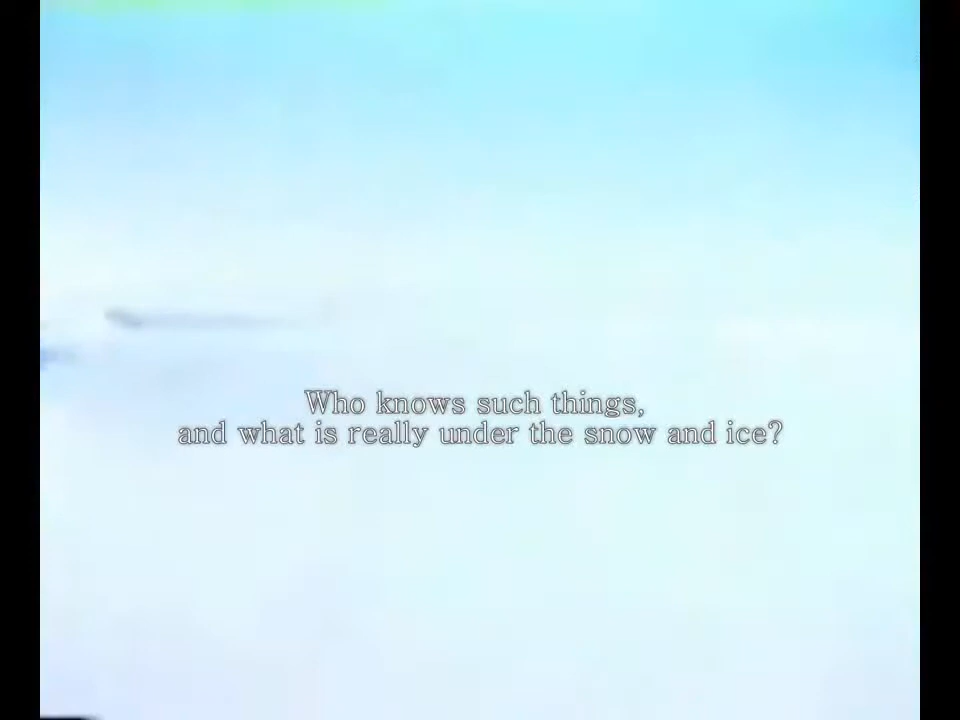 Who knows such things,
and what is really under the snow and ice?